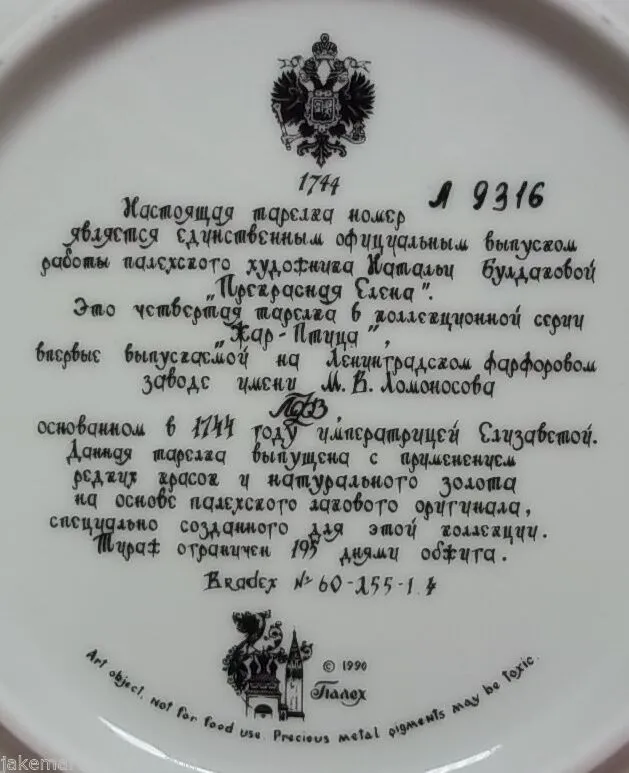 1744
Настоящая тарелка номер А 9316
является единственным официальным выпуском
работы палехского художника Натальи Булдаковой
„Прекрасная Елена".
Это четвертая тарелка в коллекционной серии
„Жар-Птица",
впервые выпускаемой на Ленинградском фарфоровом
заводе имени М. В. Ломоносова
ЛФЗ,
основанном в 1744 году императрицей Елизаветой.
Данная тарелка выпущена с применением
редких красок и натурального золота
на основе палехского лакового оригинала,
специально созданного для этой коллекции.
Тираж ограничен 195 днями обжига.
Bradex № 60-255-1.4
© 1990
Палех
Art object. Not for food use. Precious metal pigments may be toxic.
jakemar